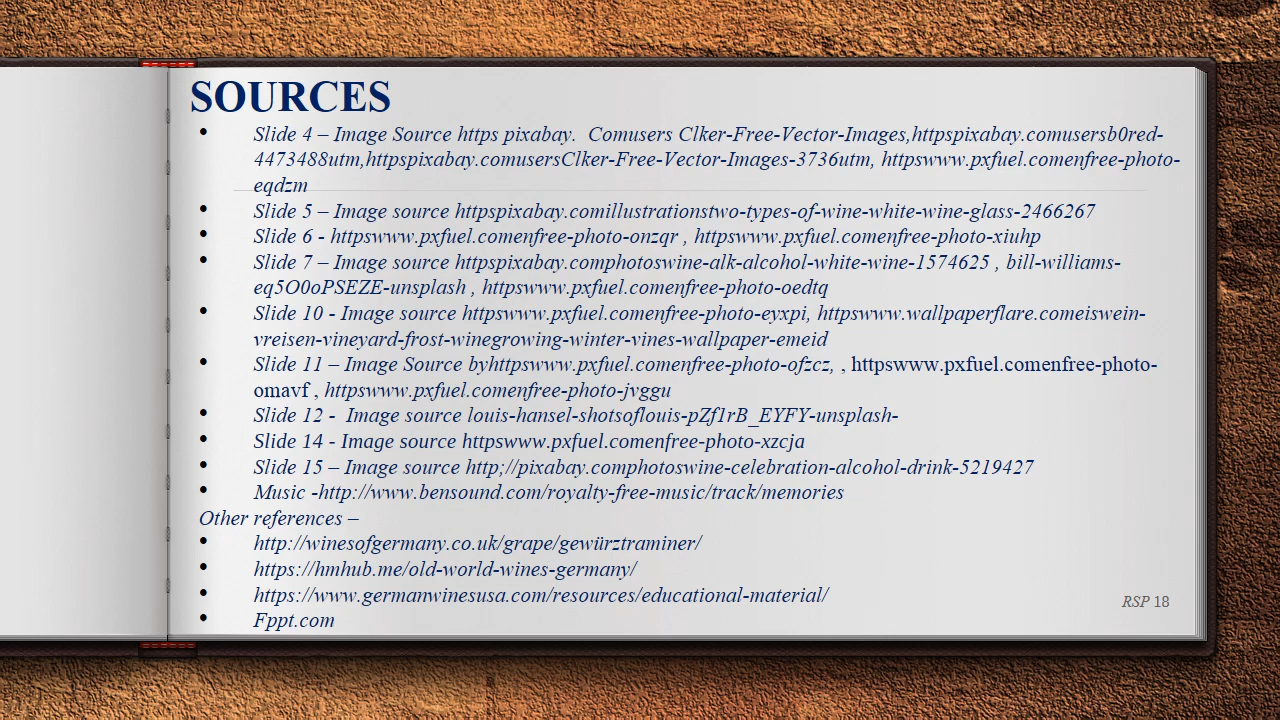 SOURCES
• Slide 4 – Image Source https pixabay.  Comusers Clker-Free-Vector-Images,httpspixabay.comusersb0red-
4473488utm,httpspixabay.comusersClker-Free-Vector-Images-3736utm, httpswww.pxfuel.comenfree-photo-
eqdzm
• Slide 5 – Image source httpspixabay.comillustrationstwo-types-of-wine-white-wine-glass-2466267
• Slide 6 - httpswww.pxfuel.comenfree-photo-onzqr , httpswww.pxfuel.comenfree-photo-xiuhp
• Slide 7 – Image source httpspixabay.comphotoswine-alk-alcohol-white-wine-1574625 , bill-williams-
eq5O0oPSEZE-unsplash , httpswww.pxfuel.comenfree-photo-oedtq
• Slide 10 - Image source httpswww.pxfuel.comenfree-photo-eyxpi, httpswww.wallpaperflare.comeiswein-
vreisen-vineyard-frost-winegrowing-winter-vines-wallpaper-emeid
• Slide 11 – Image Source byhttpswww.pxfuel.comenfree-photo-ofzcz, , httpswww.pxfuel.comenfree-photo-
omavf , httpswww.pxfuel.comenfree-photo-jvggu
• Slide 12 -  Image source louis-hansel-shotsoflouis-pZf1rB_EYFY-unsplash-
• Slide 14 - Image source httpswww.pxfuel.comenfree-photo-xzcja
• Slide 15 – Image source http;//pixabay.comphotoswine-celebration-alcohol-drink-5219427
• Music -http://www.bensound.com/royalty-free-music/track/memories
Other references –
• http://winesofgermany.co.uk/grape/gewürztraminer/
• https://hmhub.me/old-world-wines-germany/
• https://www.germanwinesusa.com/resources/educational-material/
• Fppt.com
RSP 18